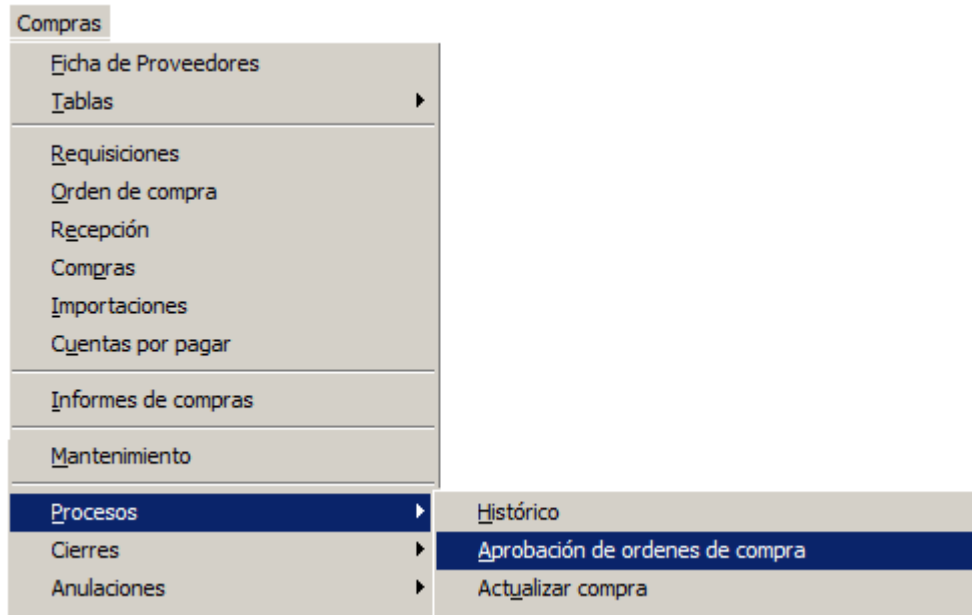 Compras
Ficha de Proveedores
Tablas
Requisiciones
Orden de compra
Recepción
Compras
Importaciones
Cuentas por pagar
Informes de compras
Mantenimiento
Procesos
Histórico
Cierres
Aprobación de ordenes de compra
Anulaciones
Actualizar compra